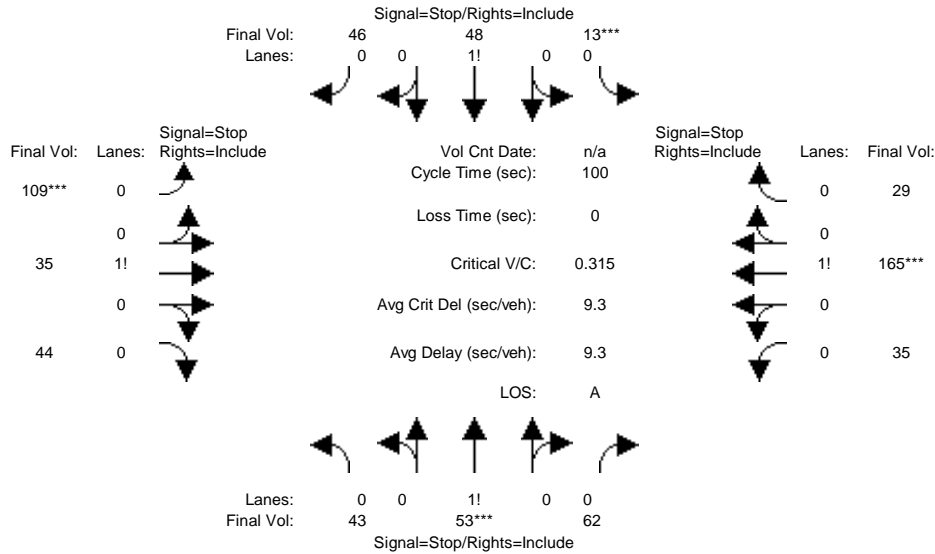 Signal=Stop/Rights=Include
Final Vol: 46 48 13***
Lanes: 0 0 1! 0 0
Signal=Stop Signal=Stop
Final Vol: Lanes: Rights=Include Vol Cnt Date: n/a Rights=Include Lanes: Final Vol:
Cycle Time (sec): 100
109*** 0 0 29
Loss Time (sec): 0
0 0
35 1! Critical V/C: 0.315 1! 165***
0 Avg Crit Del (sec/veh): 9.3 0
44 0 Avg Delay (sec/veh): 9.3 0 35
LOS: A
Lanes: 0 0 1! 0 0
Final Vol: 43 53*** 62
Signal=Stop/Rights=Include